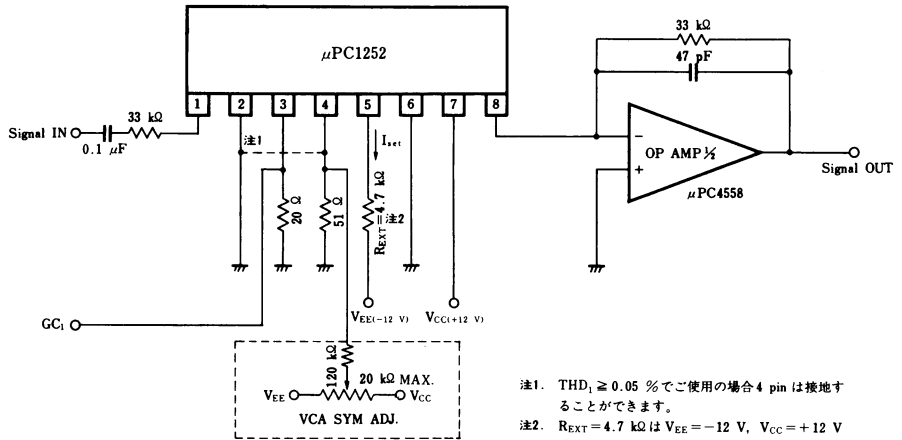 μPC1252
1 2 3 4 5 6 7 8
33 kΩ
47 pF
33 kΩ
Signal IN
0.1 μF
注1
Iset
OP AMP ½
−
+
μPC4558
Signal OUT
20 Ω
51 Ω
REXT=4.7 kΩ
注2
GC1
VEE(−12 V)
VCC(+12 V)
120 kΩ
20 kΩ MAX.
VEE
VCC
VCA SYM ADJ.
注1. THD1 ≧ 0.05 %でご使用の場合4 pin は接地す
ることができます。
注2. REXT=4.7 kΩ は VEE=−12 V, VCC=+12 V